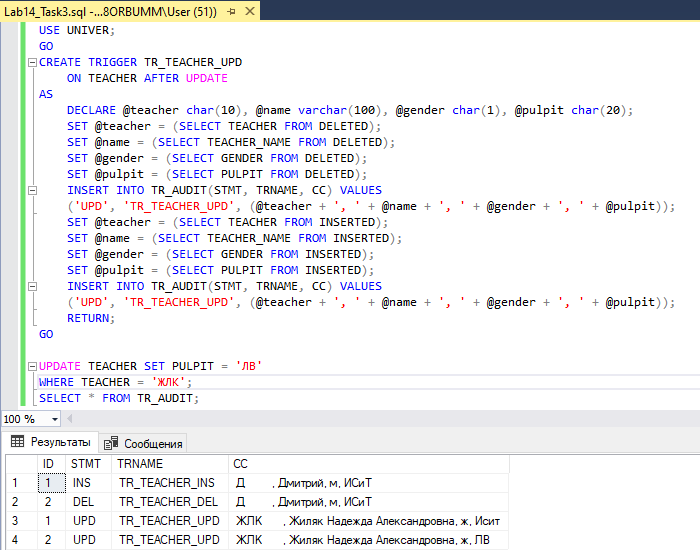 Lab14_Task3.sql -...8ORBUMM\User (51))
USE UNIVER;
GO
CREATE TRIGGER TR_TEACHER_UPD
ON TEACHER AFTER UPDATE
AS
DECLARE @teacher char(10), @name varchar(100), @gender char(1), @pulpit char(20);
SET @teacher = (SELECT TEACHER FROM DELETED);
SET @name = (SELECT TEACHER_NAME FROM DELETED);
SET @gender = (SELECT GENDER FROM DELETED);
SET @pulpit = (SELECT PULPIT FROM DELETED);
INSERT INTO TR_AUDIT(STMT, TRNAME, CC) VALUES
('UPD', 'TR_TEACHER_UPD', (@teacher + ', ' + @name + ', ' + @gender + ', ' + @pulpit));
SET @teacher = (SELECT TEACHER FROM INSERTED);
SET @name = (SELECT TEACHER_NAME FROM INSERTED);
SET @gender = (SELECT GENDER FROM INSERTED);
SET @pulpit = (SELECT PULPIT FROM INSERTED);
INSERT INTO TR_AUDIT(STMT, TRNAME, CC) VALUES
('UPD', 'TR_TEACHER_UPD', (@teacher + ', ' + @name + ', ' + @gender + ', ' + @pulpit));
RETURN;
GO
UPDATE TEACHER SET PULPIT = 'ЛВ'
WHERE TEACHER = 'ЖЛК';
SELECT * FROM TR_AUDIT;
100 %
Результаты Сообщения
ID STMT TRNAME CC
1 1 INS TR_TEACHER_INS Д , Дмитрий, м, ИСиТ
2 2 DEL TR_TEACHER_DEL Д , Дмитрий, м, ИСиТ
3 1 UPD TR_TEACHER_UPD ЖЛК , Жиляк Надежда Александровна, ж, Исит
4 2 UPD TR_TEACHER_UPD ЖЛК , Жиляк Надежда Александровна, ж, ЛВ